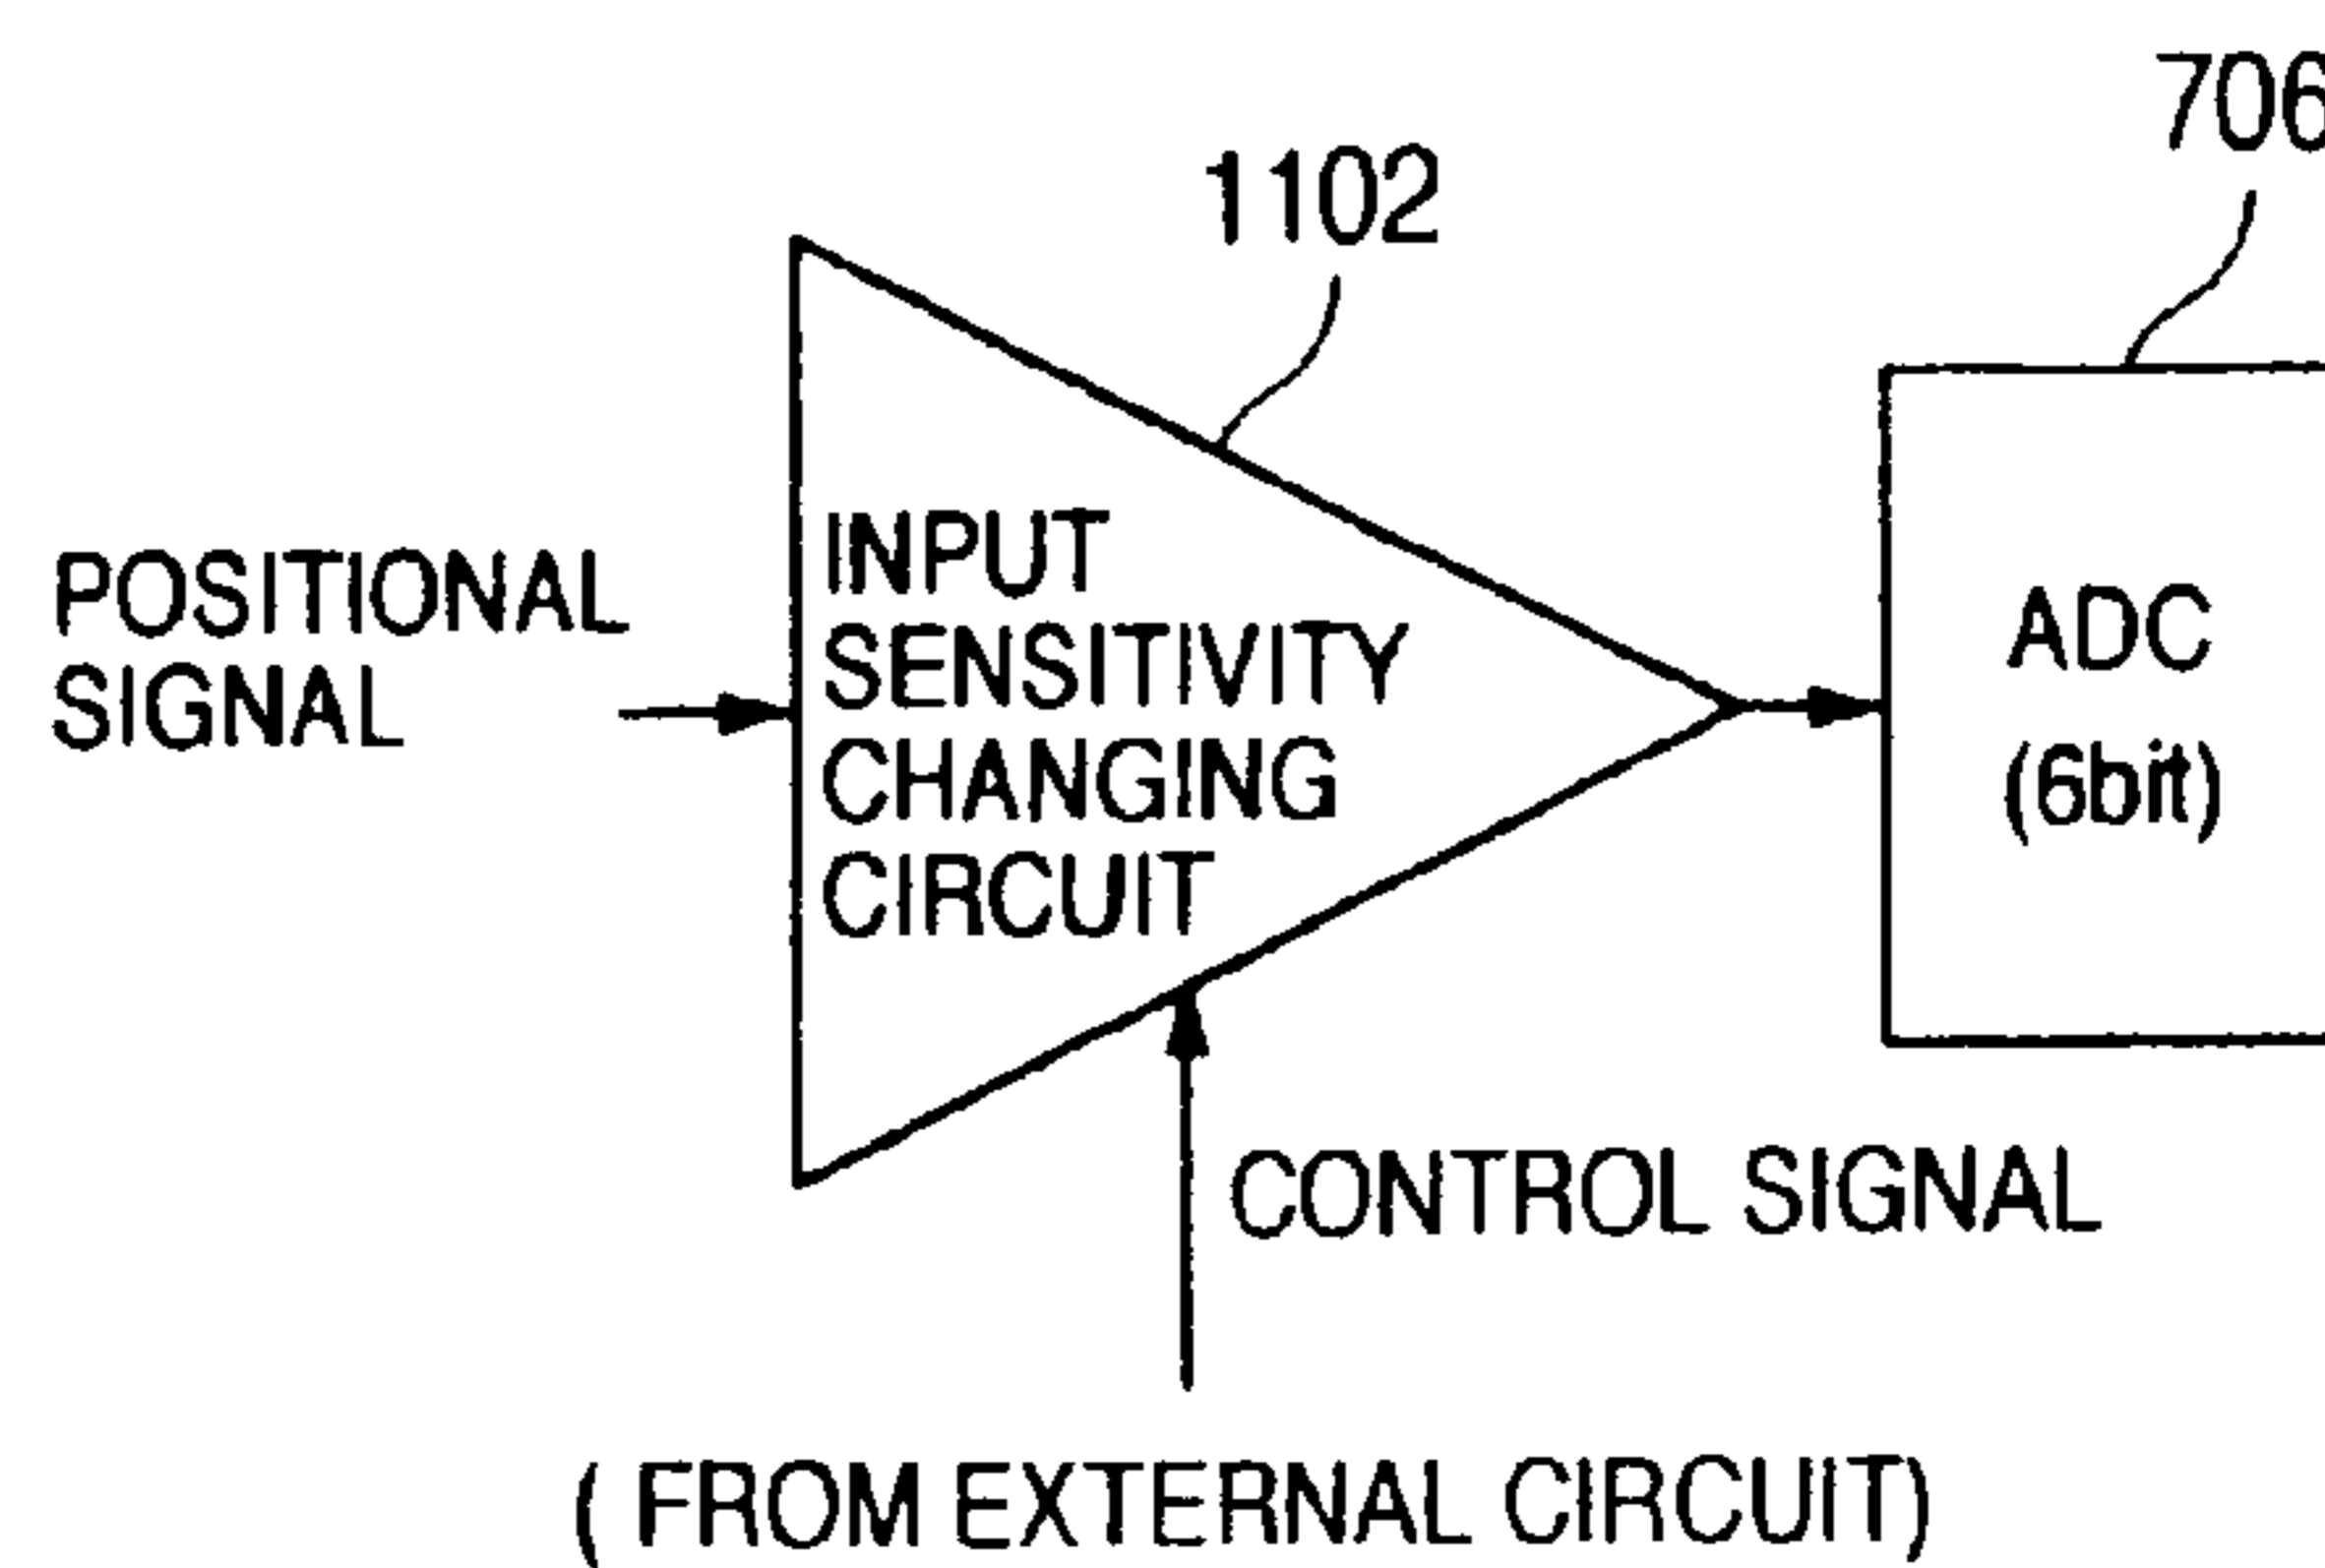 706
1102
POSITIONAL
SIGNAL
INPUT
SENSITIVITY
CHANGING
CIRCUIT
ADC
(6bit)
CONTROL SIGNAL
( FROM EXTERNAL CIRCUIT)